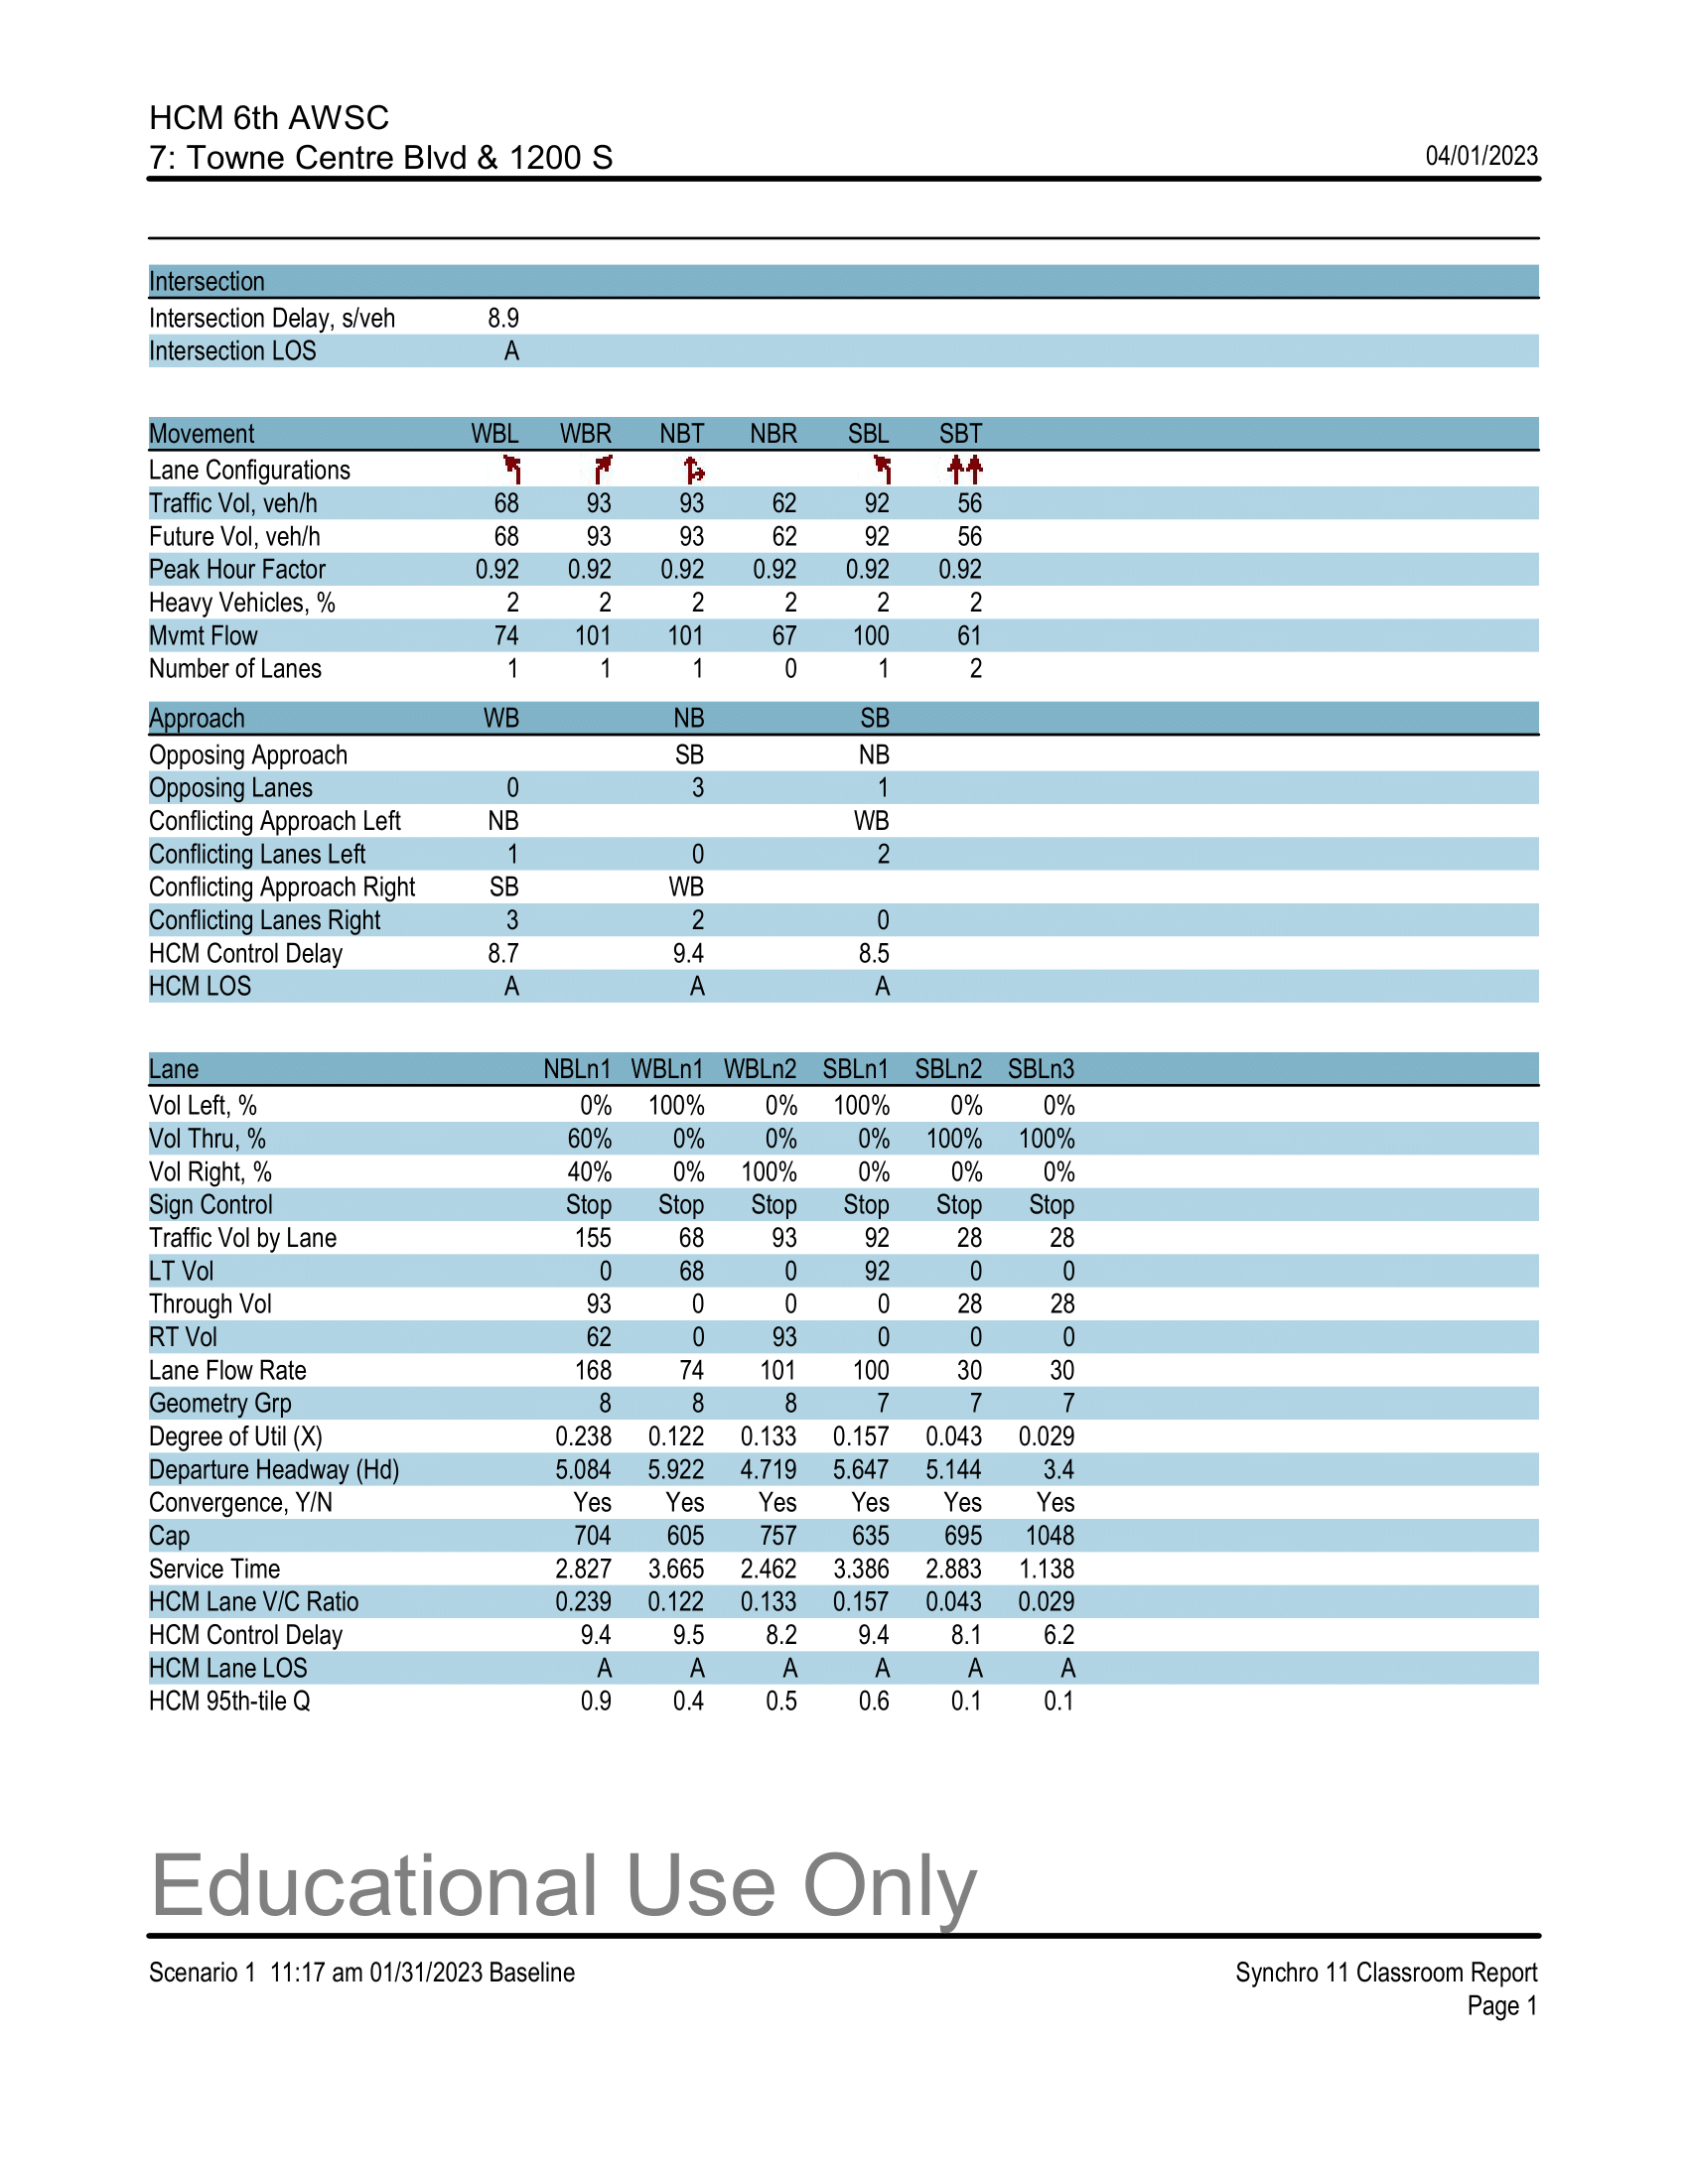 HCM 6th AWSC
7: Towne Centre Blvd & 1200 S 04/01/2023
Intersection
Intersection Delay, s/veh 8.9
Intersection LOS A
Movement WBL WBR NBT NBR SBL SBT
Lane Configurations
Traffic Vol, veh/h 68 93 93 62 92 56
Future Vol, veh/h 68 93 93 62 92 56
Peak Hour Factor 0.92 0.92 0.92 0.92 0.92 0.92
Heavy Vehicles, % 2 2 2 2 2 2
Mvmt Flow 74 101 101 67 100 61
Number of Lanes 1 1 1 0 1 2
Approach WB NB SB
Opposing Approach SB NB
Opposing Lanes 0 3 1
Conflicting Approach Left NB WB
Conflicting Lanes Left 1 0 2
Conflicting Approach Right SB WB
Conflicting Lanes Right 3 2 0
HCM Control Delay 8.7 9.4 8.5
HCM LOS A A A
Lane NBLn1 WBLn1 WBLn2 SBLn1 SBLn2 SBLn3
Vol Left, % 0% 100% 0% 100% 0% 0%
Vol Thru, % 60% 0% 0% 0% 100% 100%
Vol Right, % 40% 0% 100% 0% 0% 0%
Sign Control Stop Stop Stop Stop Stop Stop
Traffic Vol by Lane 155 68 93 92 28 28
LT Vol 0 68 0 92 0 0
Through Vol 93 0 0 0 28 28
RT Vol 62 0 93 0 0 0
Lane Flow Rate 168 74 101 100 30 30
Geometry Grp 8 8 8 7 7 7
Degree of Util (X) 0.238 0.122 0.133 0.157 0.043 0.029
Departure Headway (Hd) 5.084 5.922 4.719 5.647 5.144 3.4
Convergence, Y/N Yes Yes Yes Yes Yes Yes
Cap 704 605 757 635 695 1048
Service Time 2.827 3.665 2.462 3.386 2.883 1.138
HCM Lane V/C Ratio 0.239 0.122 0.133 0.157 0.043 0.029
HCM Control Delay 9.4 9.5 8.2 9.4 8.1 6.2
HCM Lane LOS A A A A A A
HCM 95th-tile Q 0.9 0.4 0.5 0.6 0.1 0.1
Educational Use Only
Scenario 1 11:17 am 01/31/2023 Baseline Synchro 11 Classroom Report
Page 1